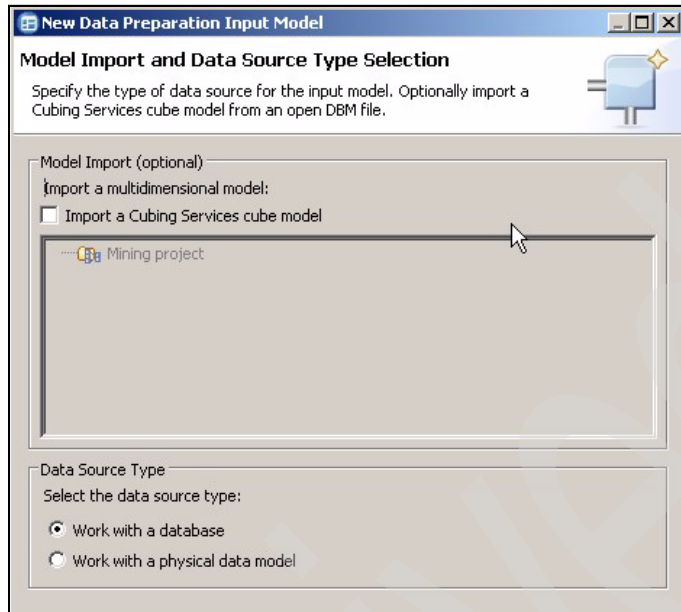 New Data Preparation Input Model
Model Import and Data Source Type Selection
Specify the type of data source for the input model. Optionally import a
Cubing Services cube model from an open DBM file.
Model Import (optional)
Import a multidimensional model:
Import a Cubing Services cube model
Mining project
Data Source Type
Select the data source type:
Work with a database
Work with a physical data model